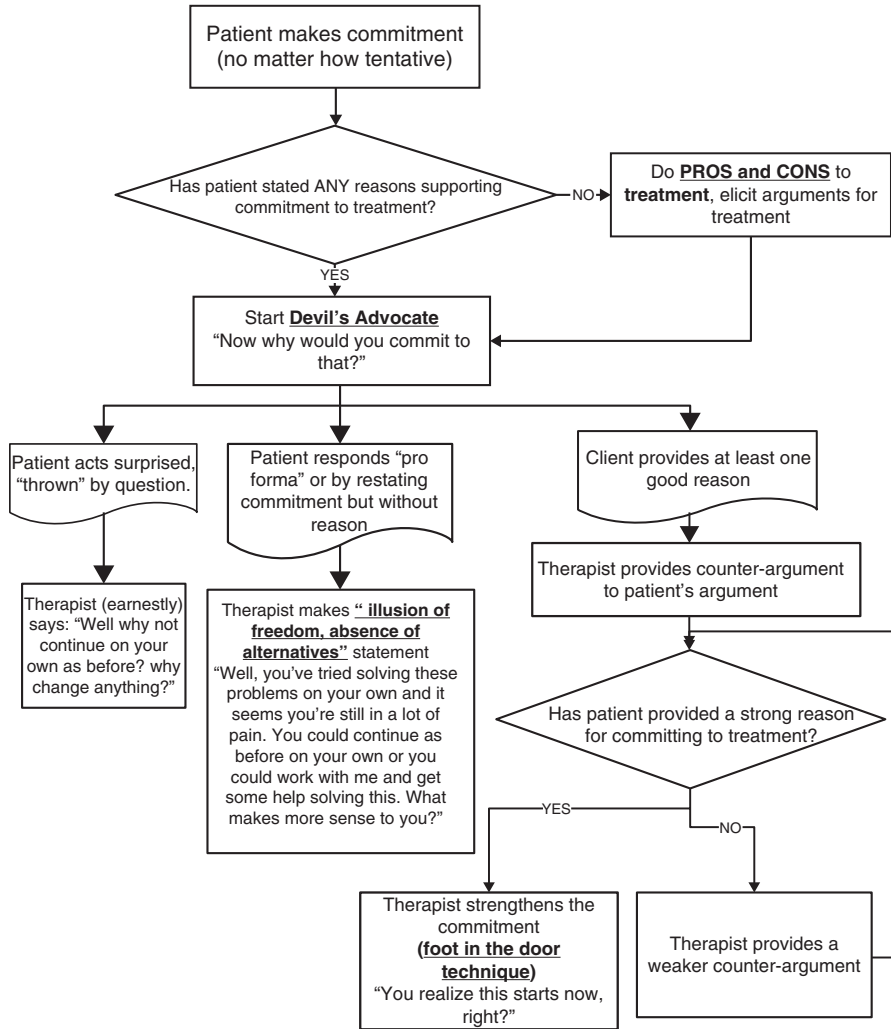 Patient makes commitment
(no matter how tentative)
Has patient stated ANY reasons supporting
commitment to treatment?
NO
Do PROS and CONS to
treatment, elicit arguments for
treatment
YES
Start Devil’s Advocate
“Now why would you commit to
that?”
Patient acts surprised,
“thrown” by question.
Patient responds “pro
forma” or by restating
commitment but without
reason
Client provides at least one
good reason
Therapist (earnestly)
says: “Well why not
continue on your
own as before? why
change anything?”
Therapist makes “ illusion of
freedom, absence of
alternatives” statement
“Well, you’ve tried solving these
problems on your own and it
seems you’re still in a lot of
pain. You could continue as
before on your own or you
could work with me and get
some help solving this. What
makes more sense to you?”
Therapist provides counter-argument
to patient’s argument
Has patient provided a strong reason
for committing to treatment?
YES
NO
Therapist strengthens the
commitment
(foot in the door
technique)
“You realize this starts now,
right?”
Therapist provides a
weaker counter-argument